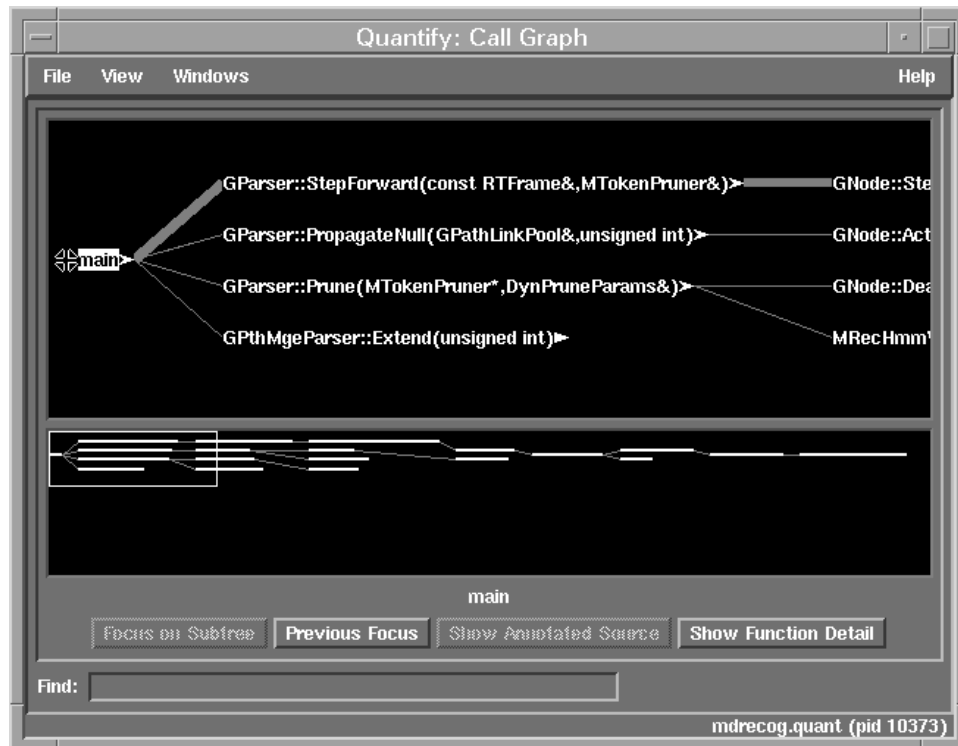 Quantify: Call Graph
File View Windows Help
GParser::StepForward(const RTFrame&,MTokenPruner&) GNode::Ste
GParser::PropagateNull(GPathLinkPool&,unsigned int) GNode::Act
main
GParser::Prune(MTokenPruner*,DynPruneParams&) GNode::Dea
GPthMgeParser::Extend(unsigned int) MRecHmm
main
Focus on Subtree Previous Focus Show Annotated Source Show Function Detail
Find:
mdrecog.quant (pid 10373)